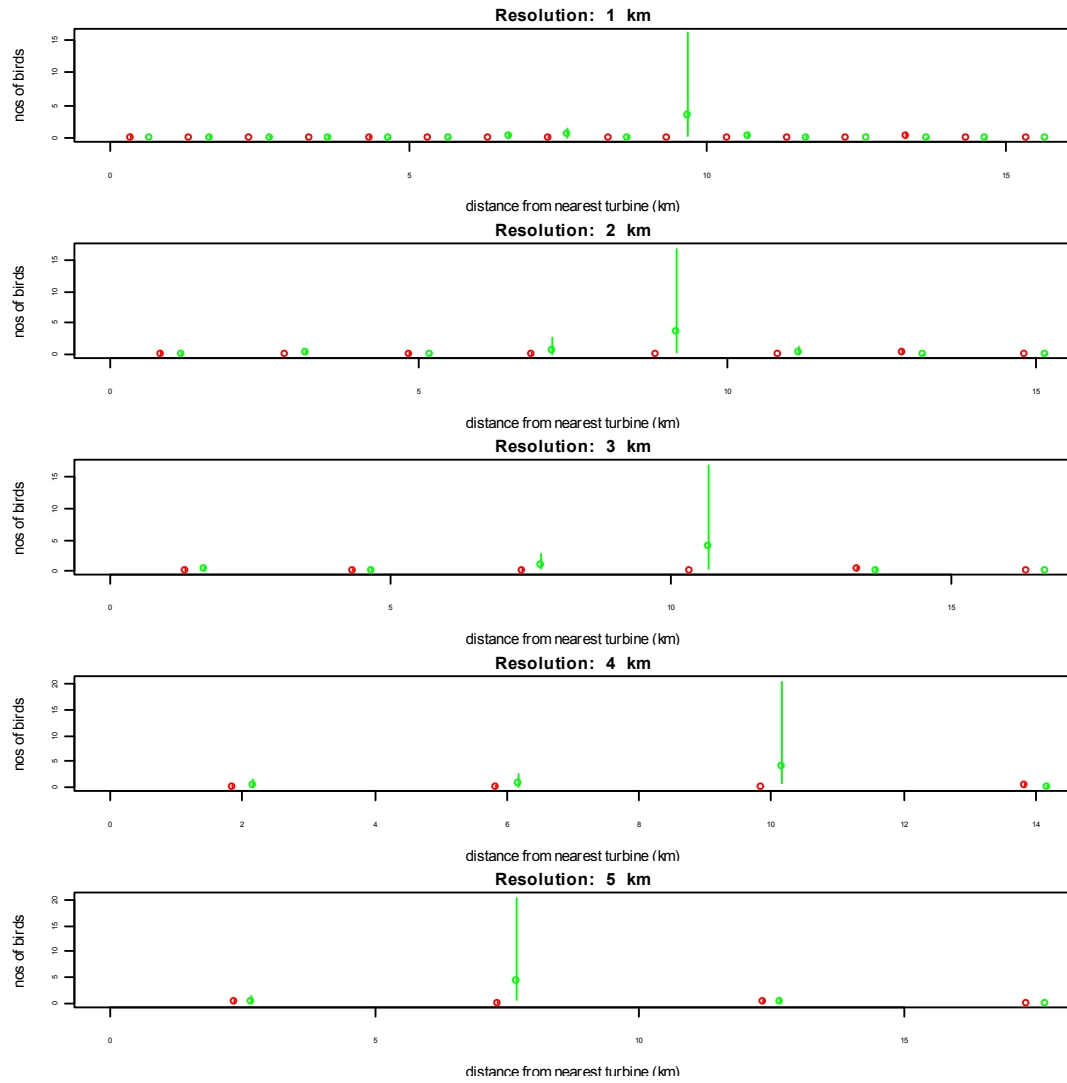 Resolution: 1 km
nos of birds
15
10
5
0
0 5 10 15
distance from nearest turbine (km)
Resolution: 2 km
nos of birds
15
10
5
0
0 5 10 15
distance from nearest turbine (km)
Resolution: 3 km
nos of birds
15
10
5
0
0 5 10 15
distance from nearest turbine (km)
Resolution: 4 km
nos of birds
20
15
10
5
0
0 2 4 6 8 10 12 14
distance from nearest turbine (km)
Resolution: 5 km
nos of birds
20
15
10
5
0
0 5 10 15
distance from nearest turbine (km)